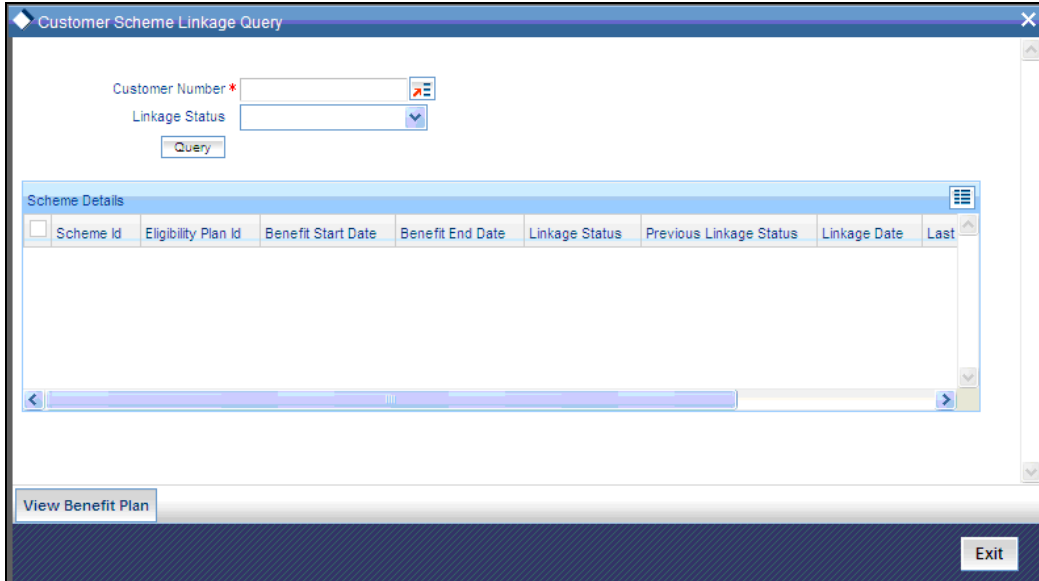 Customer Scheme Linkage Query
Customer Number *
Linkage Status
Query
Scheme Details
Scheme Id Eligibility Plan Id Benefit Start Date Benefit End Date Linkage Status Previous Linkage Status Linkage Date Last
View Benefit Plan
Exit